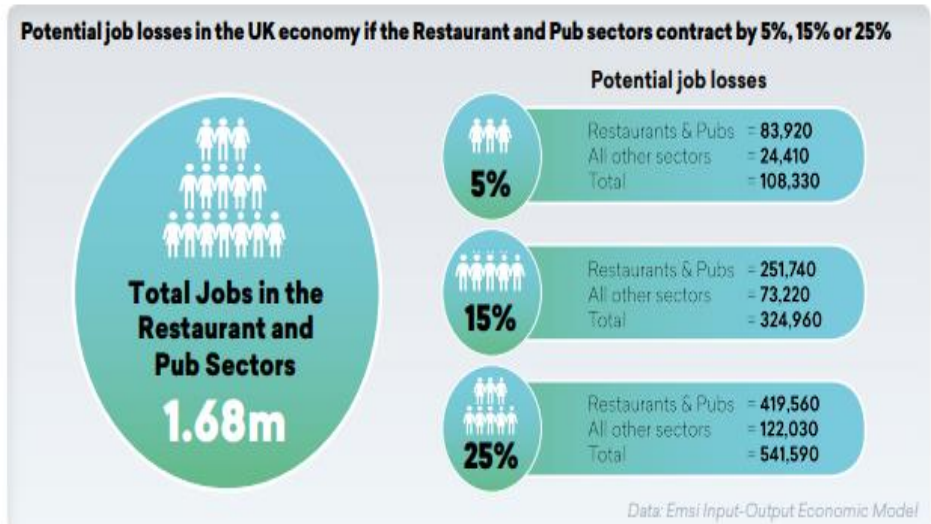 Potential job losses in the UK economy if the Restaurant and Pub sectors contract by 5%, 15% or 25%
Total Jobs in the
Restaurant and
Pub Sectors
1.68m
Potential job losses
5%
Restaurants & Pubs = 83,920
All other sectors = 24,410
Total = 108,330
15%
Restaurants & Pubs = 251,740
All other sectors = 73,220
Total = 324,960
25%
Restaurants & Pubs = 419,560
All other sectors = 122,030
Total = 541,590
Data: Emsi Input-Output Economic Model